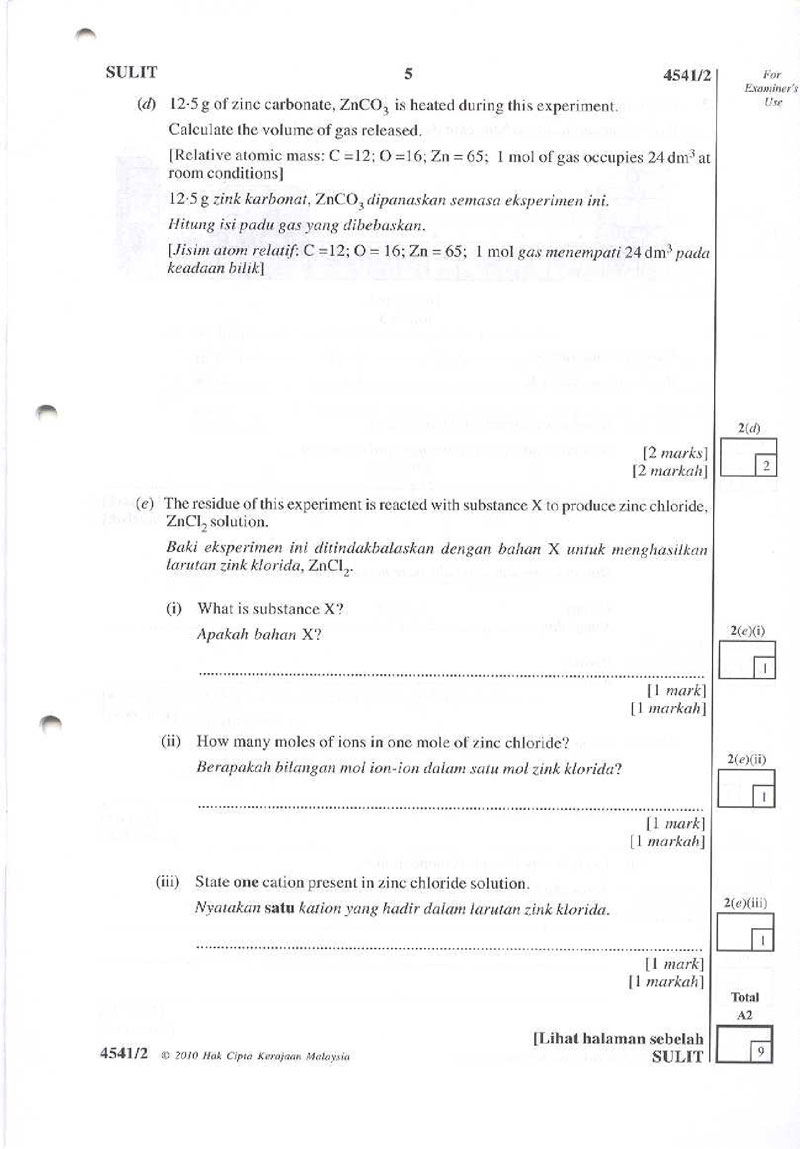 SULIT 5 4541/2
For
Examiner's
Use
(d) 12·5 g of zinc carbonate, ZnCO₃ is heated during this experiment.
Calculate the volume of gas released.
[Relative atomic mass: C =12; O =16; Zn = 65; 1 mol of gas occupies 24 dm³ at
room conditions]
12·5 g zink karbonat, ZnCO₃ dipanaskan semasa eksperimen ini.
Hitung isi padu gas yang dibebaskan.
[Jisim atom relatif: C =12; O = 16; Zn = 65; 1 mol gas menempati 24 dm³ pada
keadaan bilik]
2(d)
[2 marks]
2
[2 markah]
(e) The residue of this experiment is reacted with substance X to produce zinc chloride,
ZnCl₂ solution.
Baki eksperimen ini ditindakbalaskan dengan bahan X untuk menghasilkan
larutan zink klorida, ZnCl₂.
(i) What is substance X?
Apakah bahan X?
2(e)(i)
1
[1 mark]
[1 markah]
(ii) How many moles of ions in one mole of zinc chloride?
Berapakah bilangan mol ion-ion dalam satu mol zink klorida?
2(e)(ii)
1
[1 mark]
[1 markah]
(iii) State one cation present in zinc chloride solution.
Nyatakan satu kation yang hadir dalam larutan zink klorida.
2(e)(iii)
1
[1 mark]
[1 markah]
Total
A2
9
[Lihat halaman sebelah
4541/2 © 2010 Hak Cipta Kerajaan Malaysia SULIT